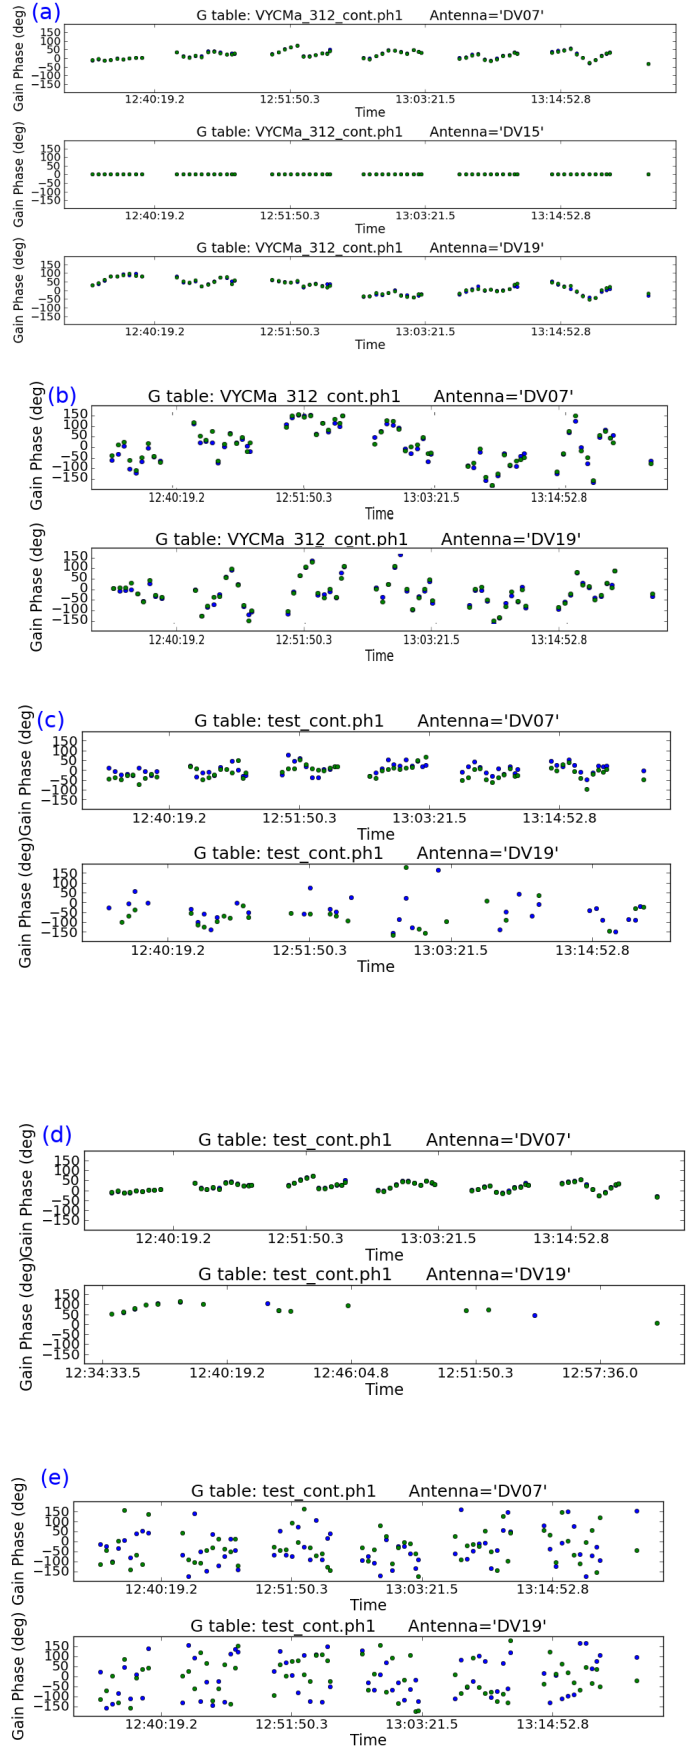 (a)
G table: VYCMa_312_cont.ph1 Antenna='DV07'
Gain Phase (deg)
150
100
50
0
−50
−100
−150
12:40:19.2 12:51:50.3 13:03:21.5 13:14:52.8
Time
G table: VYCMa_312_cont.ph1 Antenna='DV15'
Gain Phase (deg)
150
100
50
0
−50
−100
−150
12:40:19.2 12:51:50.3 13:03:21.5 13:14:52.8
Time
G table: VYCMa_312_cont.ph1 Antenna='DV19'
Gain Phase (deg)
150
100
50
0
−50
−100
−150
12:40:19.2 12:51:50.3 13:03:21.5 13:14:52.8
Time
(b)
G table: VYCMa_312_cont.ph1 Antenna='DV07'
Gain Phase (deg)
150
100
50
0
−50
−100
−150
12:40:19.2 12:51:50.3 13:03:21.5 13:14:52.8
Time
G table: VYCMa_312_cont.ph1 Antenna='DV19'
Gain Phase (deg)
150
100
50
0
−50
−100
−150
12:40:19.2 12:51:50.3 13:03:21.5 13:14:52.8
Time
(c)
G table: test_cont.ph1 Antenna='DV07'
Gain Phase (deg)
150
100
50
0
−50
−100
−150
12:40:19.2 12:51:50.3 13:03:21.5 13:14:52.8
Time
G table: test_cont.ph1 Antenna='DV19'
Gain Phase (deg)
150
100
50
0
−50
−100
−150
12:40:19.2 12:51:50.3 13:03:21.5 13:14:52.8
Time
(d)
G table: test_cont.ph1 Antenna='DV07'
Gain Phase (deg)
150
100
50
0
−50
−100
−150
12:40:19.2 12:51:50.3 13:03:21.5 13:14:52.8
Time
G table: test_cont.ph1 Antenna='DV19'
Gain Phase (deg)
150
100
50
0
−50
−100
−150
12:34:33.5 12:40:19.2 12:46:04.8 12:51:50.3 12:57:36.0
Time
(e)
G table: test_cont.ph1 Antenna='DV07'
Gain Phase (deg)
150
100
50
0
−50
−100
−150
12:40:19.2 12:51:50.3 13:03:21.5 13:14:52.8
Time
G table: test_cont.ph1 Antenna='DV19'
Gain Phase (deg)
150
100
50
0
−50
−100
−150
12:40:19.2 12:51:50.3 13:03:21.5 13:14:52.8
Time